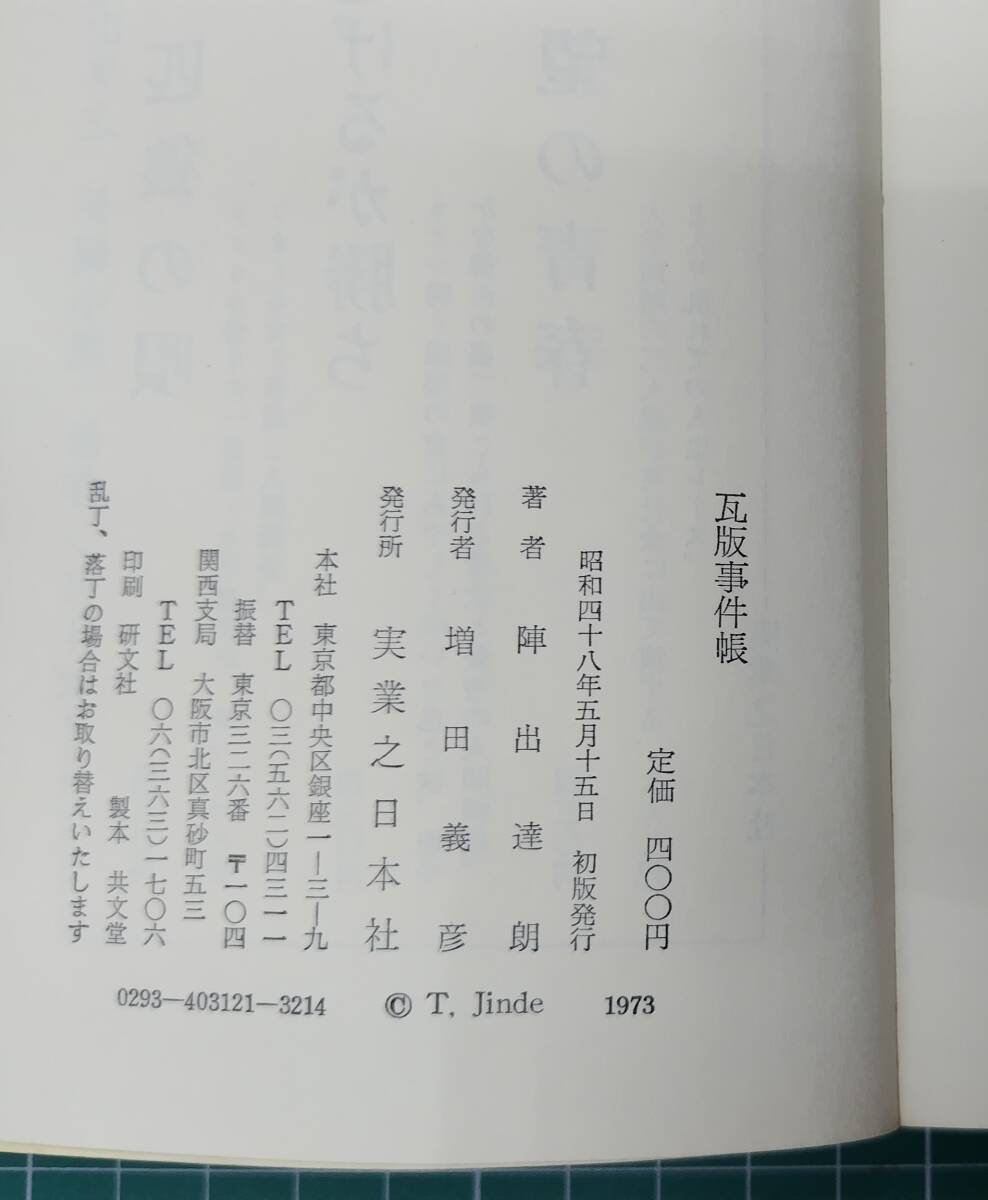 瓦版事件帳
定価 四〇〇円
昭和四十八年五月十五日 初版発行
著者 陣出達朗
発行者 増田義彦
発行所 実業之日本社
本社 東京都中央区銀座一―三―九
TEL 〇三(五六二)四三一一
振替 東京三二六番 〒一〇四
関西支局 大阪市北区真砂町五三
TEL 〇六(三六三)一七〇六
印刷 研文社 製本 共文堂
乱丁、落丁の場合はお取り替えいたします
0293―403121―3214 © T, Jinde 1973